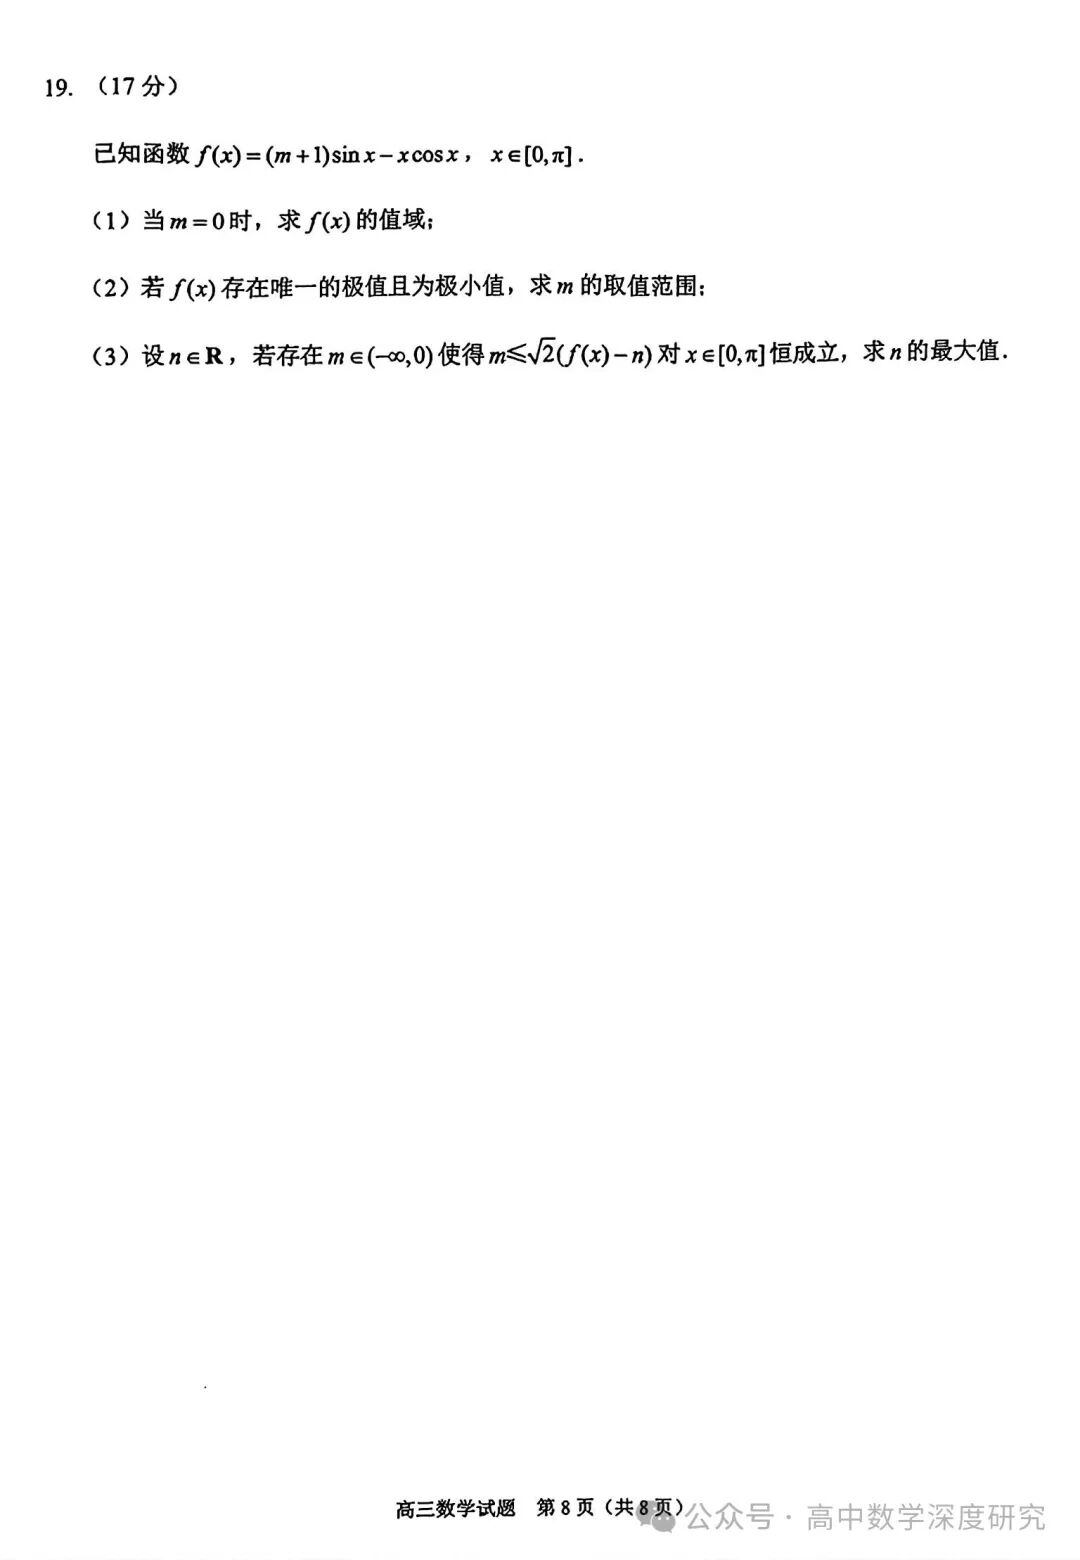 19. （17 分）
已知函数 f(x)=(m+1)sin x-x cos x， x∈[0,π].
（1）当 m=0 时，求 f(x) 的值域；
（2）若 f(x) 存在唯一的极值且为极小值，求 m 的取值范围；
（3）设 n∈R，若存在 m∈(-∞,0) 使得 m≤√2(f(x)-n) 对 x∈[0,π] 恒成立，求 n 的最大值.
高三数学试题 第 8 页（共 8 页）
公众号·高中数学深度研究